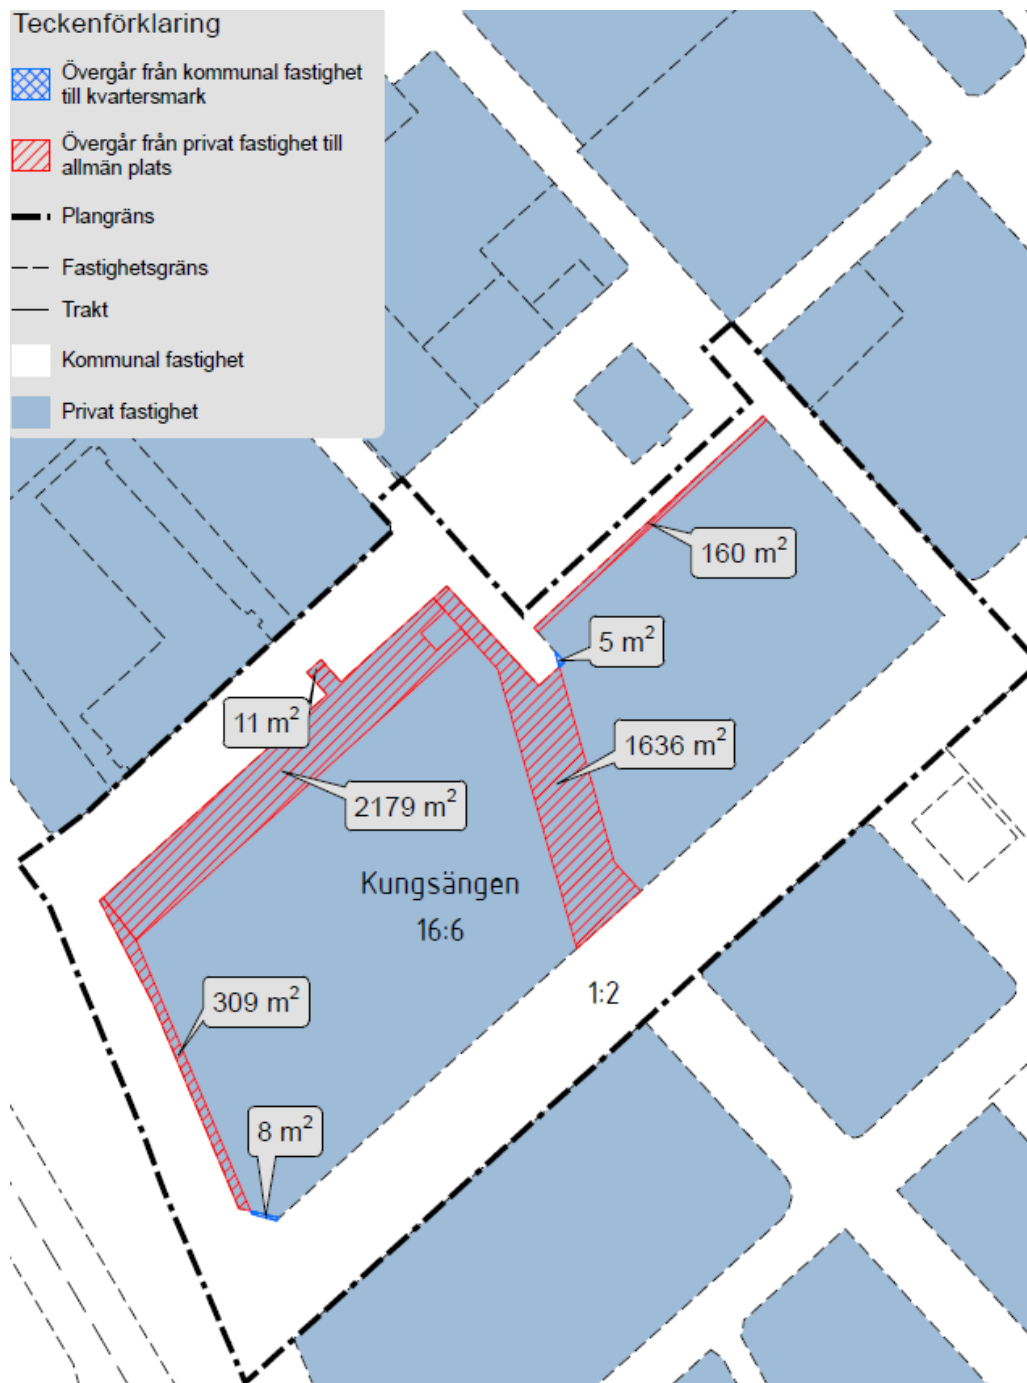 Teckenförklaring
Övergår från kommunal fastighet
till kvartersmark
Övergår från privat fastighet till
allmän plats
Plangräns
Fastighetsgräns
Trakt
Kommunal fastighet
Privat fastighet
160 m²
5 m²
11 m²
1636 m²
2179 m²
Kungsängen
16:6
309 m²
1:2
8 m²